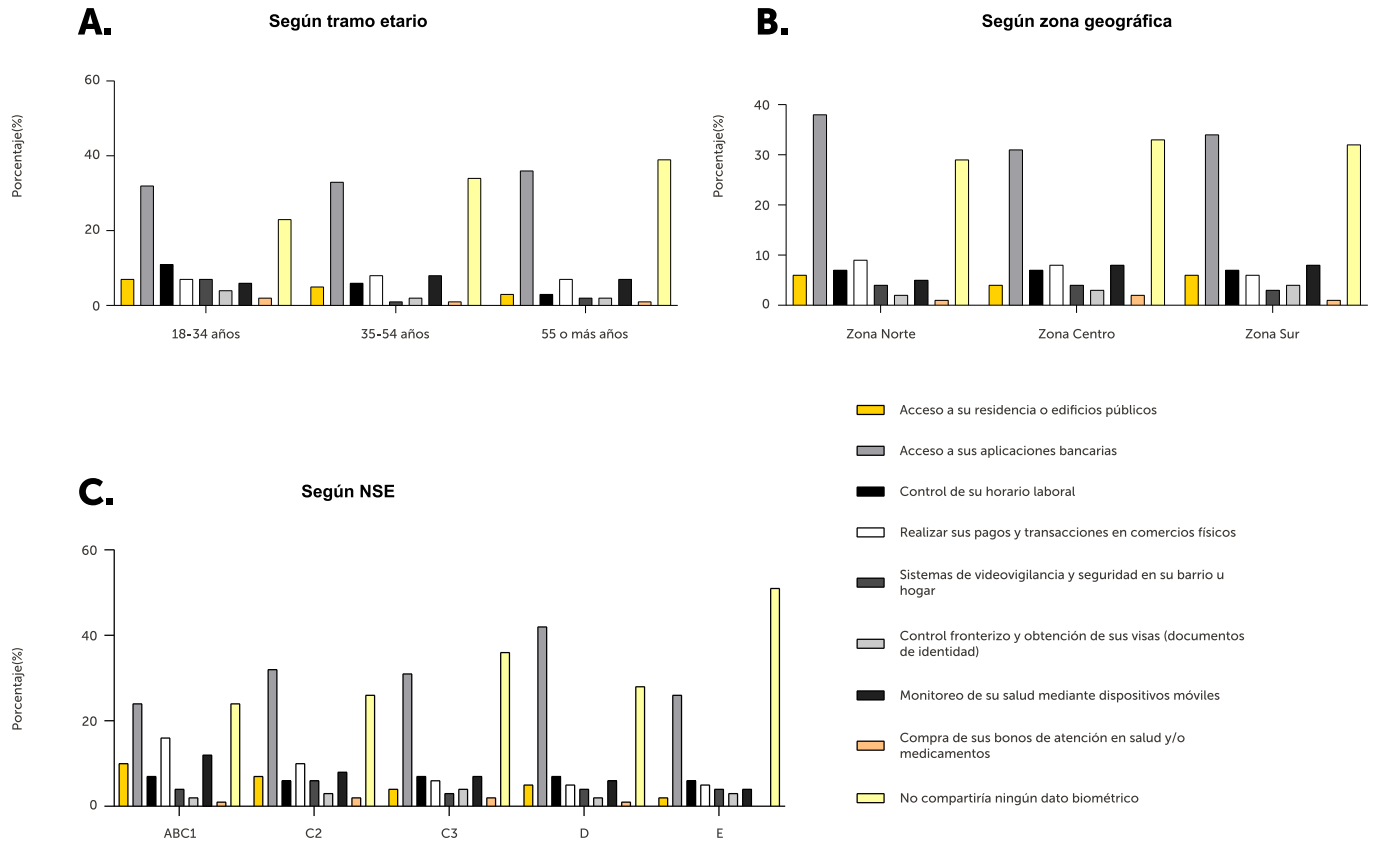 A.
Según tramo etario
Porcentaje(%)
60
40
20
0
18-34 años
35-54 años
55 o más años
B.
Según zona geográfica
Porcentaje(%)
40
30
20
10
0
Zona Norte
Zona Centro
Zona Sur
C.
Según NSE
Porcentaje(%)
60
40
20
0
ABC1
C2
C3
D
E
Acceso a su residencia o edificios públicos
Acceso a sus aplicaciones bancarias
Control de su horario laboral
Realizar sus pagos y transacciones en comercios físicos
Sistemas de videovigilancia y seguridad en su barrio u
hogar
Control fronterizo y obtención de sus visas (documentos
de identidad)
Monitoreo de su salud mediante dispositivos móviles
Compra de sus bonos de atención en salud y/o
medicamentos
No compartiría ningún dato biométrico